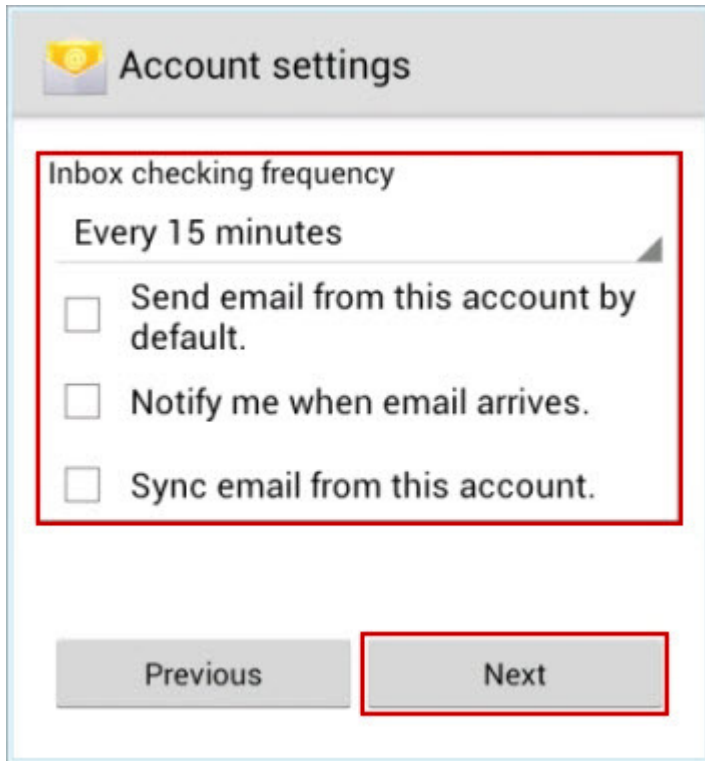 Account settings
Inbox checking frequency
Every 15 minutes
Send email from this account by
default.
Notify me when email arrives.
Sync email from this account.
Previous
Next